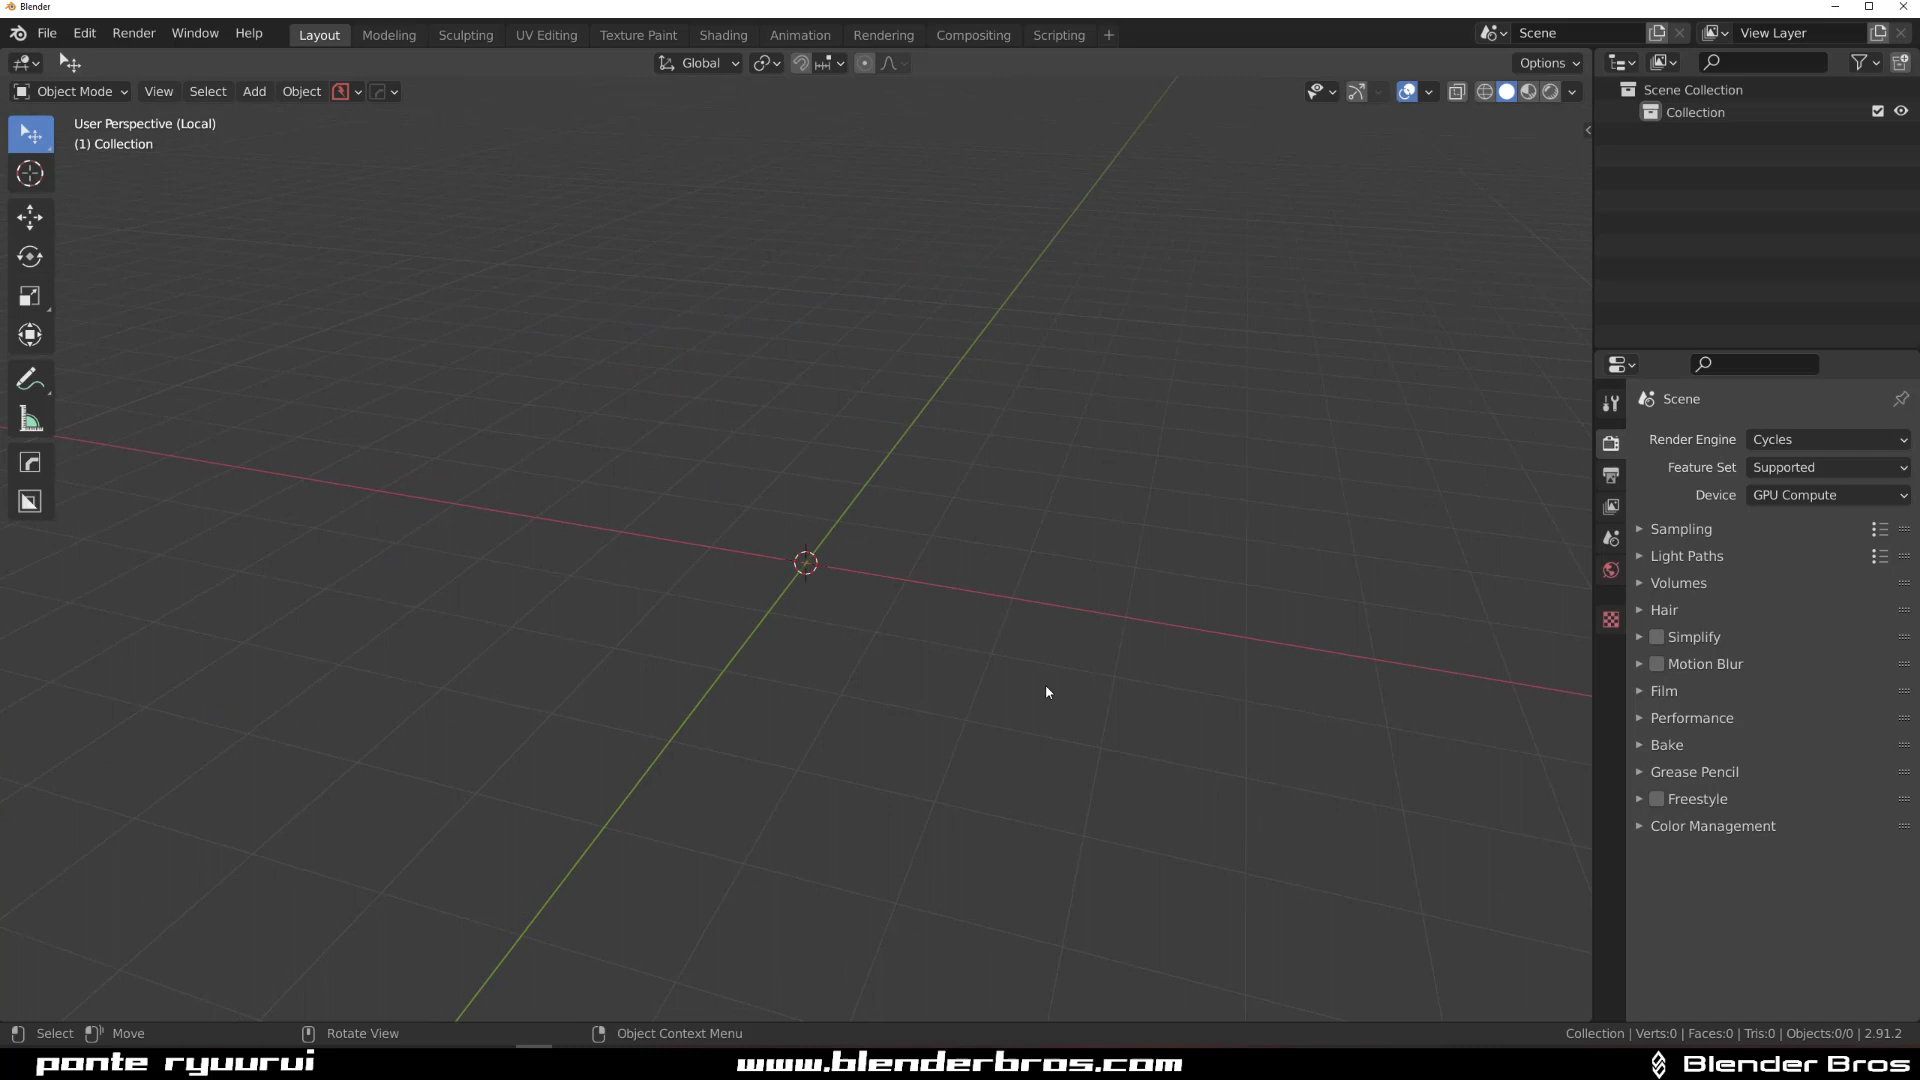 Blender
File Edit Render Window Help Layout Modeling Sculpting UV Editing Texture Paint Shading Animation Rendering Compositing Scripting + Scene View Layer
Global Options
Object Mode View Select Add Object
User Perspective (Local)
(1) Collection
Scene Collection
Collection
Scene
Render Engine Cycles
Feature Set Supported
Device GPU Compute
Sampling
Light Paths
Volumes
Hair
Simplify
Motion Blur
Film
Performance
Bake
Grease Pencil
Freestyle
Color Management
Select Move Rotate View Object Context Menu Collection | Verts:0 | Faces:0 | Tris:0 | Objects:0/0 | 2.91.2
ponte ryuurui www.blenderbros.com Blender Bros